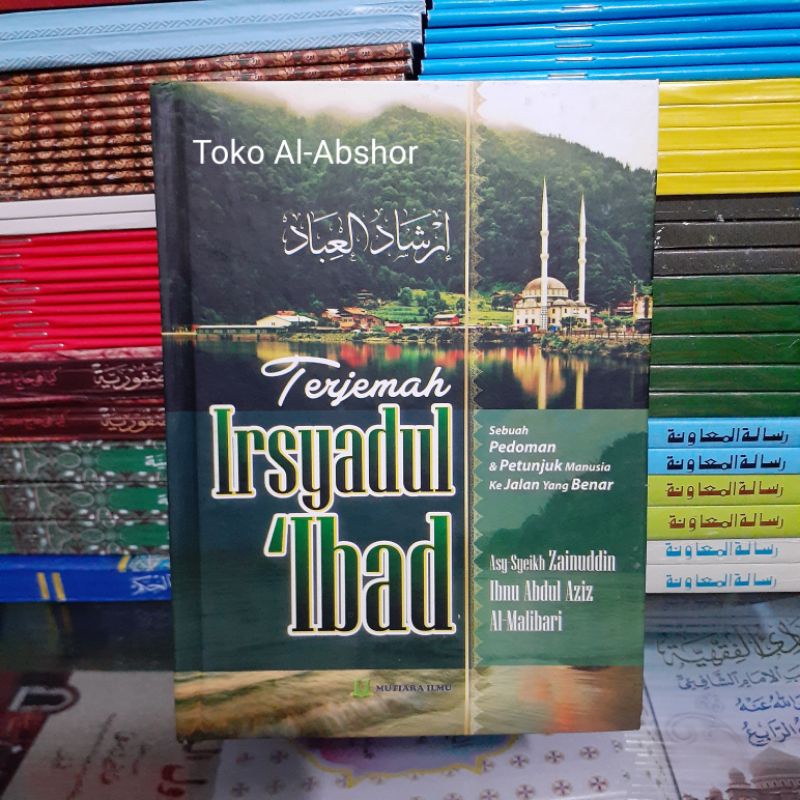 Toko Al-Abshor
إرشاد العباد
Terjemah
Irsyadul
'Ibad
Sebuah
Pedoman
& Petunjuk Manusia
Ke Jalan Yang Benar
Asy-Syeikh Zainuddin
Ibnu Abdul Aziz
Al-Malibari
MUTIARA ILMU
رسالة المعاونة
رسالة المعاونة
رسالة المعاونة
رسالة المعاونة
رسالة المعاونة
رسالة المعاونة